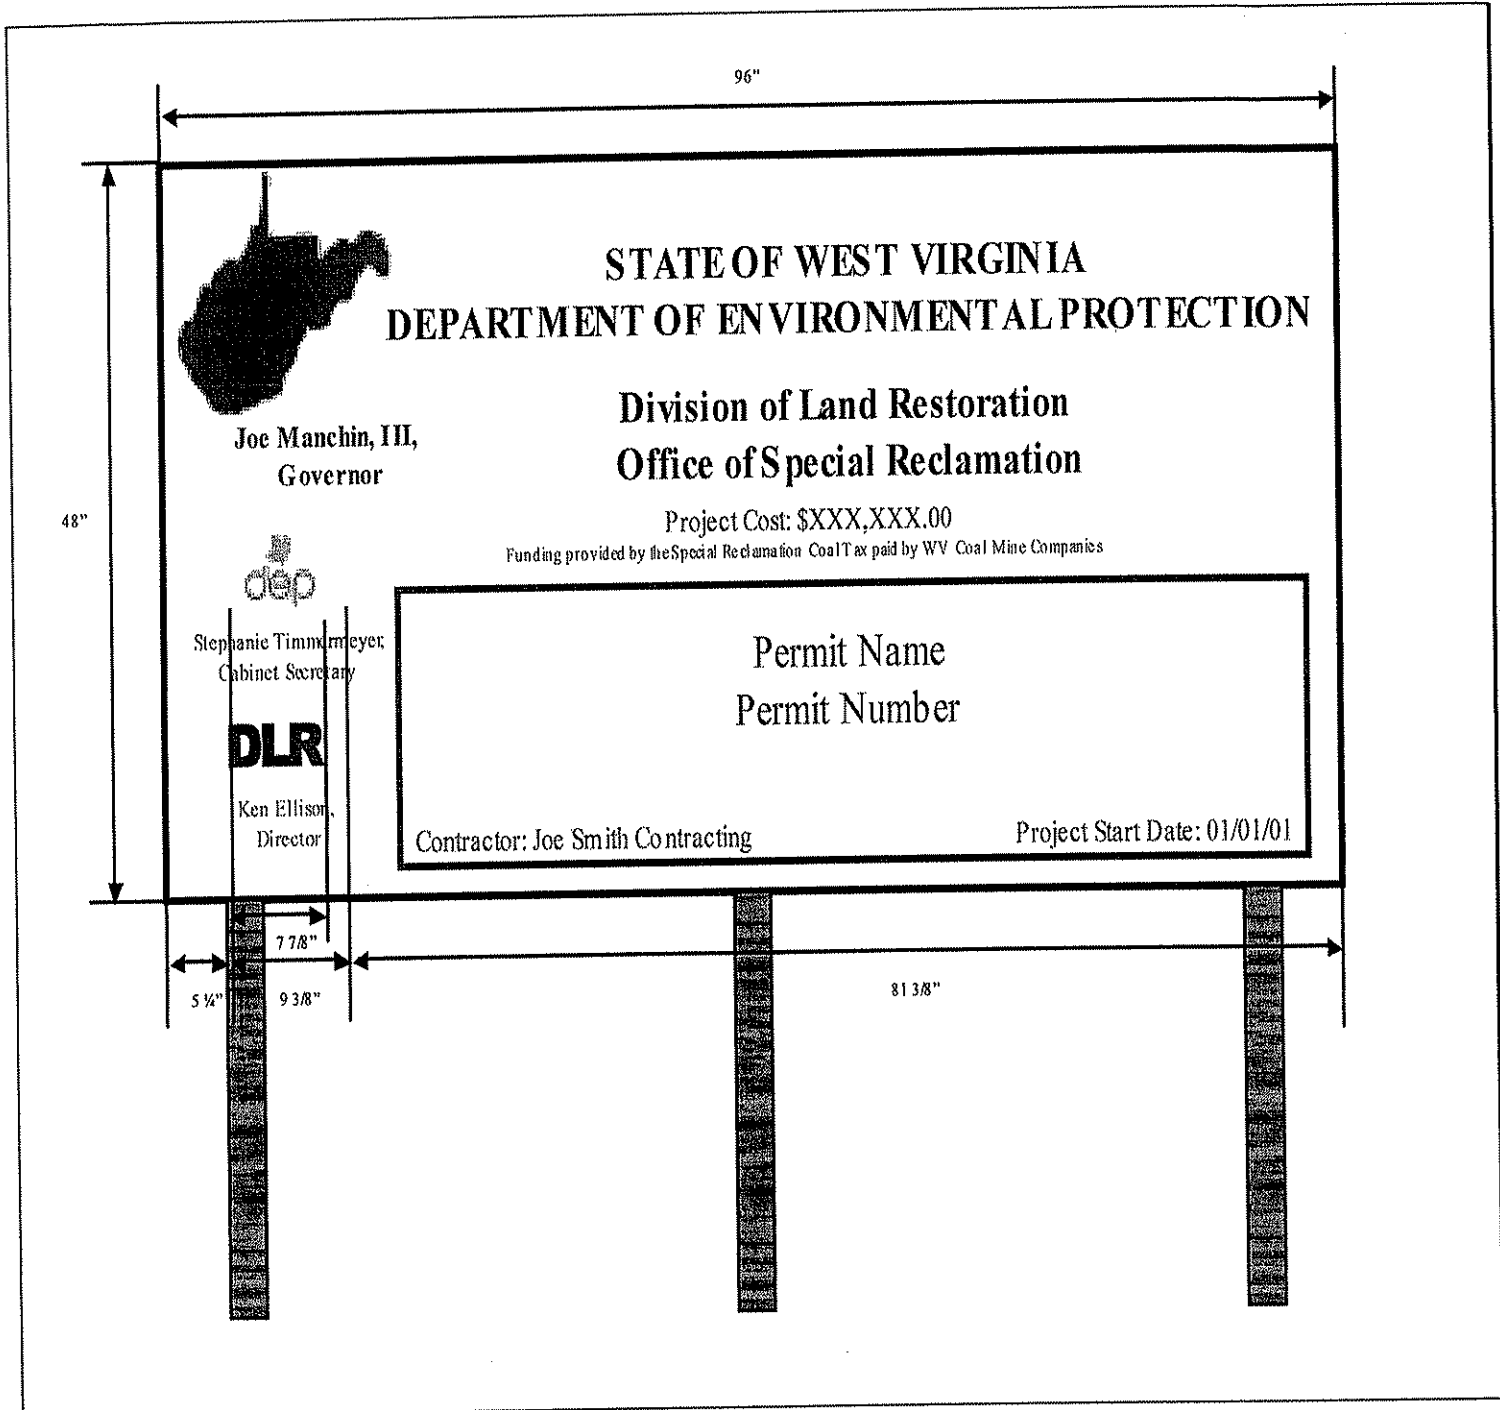 96"
STATE OF WEST VIRGINIA
DEPARTMENT OF ENVIRONMENTAL PROTECTION
Division of Land Restoration
Office of Special Reclamation
Joe Manchin, III,
Governor
48"
Project Cost: $XXX,XXX.00
Funding provided by the Special Reclamation Coal Tax paid by WV Coal Mine Companies
dep
Stephanie Timmermeyer,
Cabinet Secretary
Permit Name
Permit Number
DLR
Ken Ellison,
Director
Contractor: Joe Smith Contracting
Project Start Date: 01/01/01
7 7/8"
5 ¼"
9 3/8"
81 3/8"